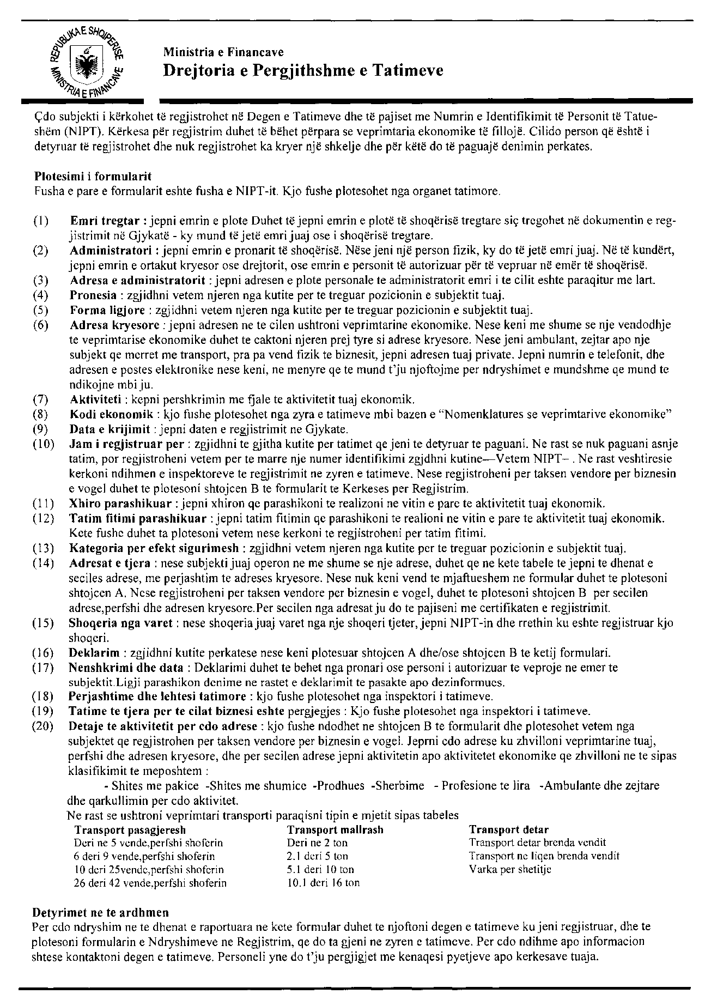 REPUBLIKA E SHQIPERISE
MINISTRIA E FINANCAVE
Ministria e Financave
Drejtoria e Pergjithshme e Tatimeve
Çdo subjekti i kërkohet të regjistrohet në Degen e Tatimeve dhe të pajiset me Numrin e Identifikimit të Personit të Tatue-
shëm (NIPT). Kërkesa për regjistrim duhet të bëhet përpara se veprimtaria ekonomike të fillojë. Cilido person që është i
detyruar të regjistrohet dhe nuk regjistrohet ka kryer një shkelje dhe për këtë do të paguajë denimin perkates.
Plotesimi i formularit
Fusha e pare e formularit eshte fusha e NIPT-it. Kjo fushe plotesohet nga organet tatimore.
(1) Emri tregtar : jepni emrin e plote Duhet të jepni emrin e plotë të shoqërisë tregtare siç tregohet në dokumentin e reg-
jistrimit në Gjykatë - ky mund të jetë emri juaj ose i shoqërisë tregtare.
(2) Administratori : jepni emrin e pronarit të shoqërisë. Nëse jeni një person fizik, ky do të jetë emri juaj. Në të kundërt,
jepni emrin e ortakut kryesor ose drejtorit, ose emrin e personit të autorizuar për të vepruar në emër të shoqërisë.
(3) Adresa e administratorit : jepni adresen e plote personale te administratorit emri i te cilit eshte paraqitur me lart.
(4) Pronesia : zgjidhni vetem njeren nga kutite per te treguar pozicionin e subjektit tuaj.
(5) Forma ligjore : zgjidhni vetem njeren nga kutite per te treguar pozicionin e subjektit tuaj.
(6) Adresa kryesore : jepni adresen ne te cilen ushtroni veprimtarine ekonomike. Nese keni me shume se nje vendodhje
te veprimtarise ekonomike duhet te caktoni njeren prej tyre si adrese kryesore. Nese jeni ambulant, zejtar apo nje
subjekt qe merret me transport, pra pa vend fizik te biznesit, jepni adresen tuaj private. Jepni numrin e telefonit, dhe
adresen e postes elektronike nese keni, ne menyre qe te mund t’ju njoftojme per ndryshimet e mundshme qe mund te
ndikojne mbi ju.
(7) Aktiviteti : kepni pershkrimin me fjale te aktivitetit tuaj ekonomik.
(8) Kodi ekonomik : kjo fushe plotesohet nga zyra e tatimeve mbi bazen e “Nomenklatures se veprimtarive ekonomike”
(9) Data e krijimit : jepni daten e regjistrimit ne Gjykate.
(10) Jam i regjistruar per : zgjidhni te gjitha kutite per tatimet qe jeni te detyruar te paguani. Ne rast se nuk paguani asnje
tatim, por regjistroheni vetem per te marre nje numer identifikimi zgjdhni kutine—Vetem NIPT– . Ne rast veshtiresie
kerkoni ndihmen e inspektoreve te regjistrimit ne zyren e tatimeve. Nese regjistroheni per taksen vendore per biznesin
e vogel duhet te plotesoni shtojcen B te formularit te Kerkeses per Regjistrim.
(11) Xhiro parashikuar : jepni xhiron qe parashikoni te realizoni ne vitin e pare te aktivitetit tuaj ekonomik.
(12) Tatim fitimi parashikuar : jepni tatim fitimin qe parashikoni te realioni ne vitin e pare te aktivitetit tuaj ekonomik.
Kete fushe duhet ta plotesoni vetem nese kerkoni te regjistroheni per tatim fitimi.
(13) Kategoria per efekt sigurimesh : zgjidhni vetem njeren nga kutite per te treguar pozicionin e subjektit tuaj.
(14) Adresat e tjera : nese subjekti juaj operon ne me shume se nje adrese, duhet qe ne kete tabele te jepni te dhenat e
seciles adrese, me perjashtim te adreses kryesore. Nese nuk keni vend te mjaftueshem ne formular duhet te plotesoni
shtojcen A. Nese regjistroheni per taksen vendore per biznesin e vogel, duhet te plotesoni shtojcen B per secilen
adrese,perfshi dhe adresen kryesore.Per secilen nga adresat ju do te pajiseni me certifikaten e regjistrimit.
(15) Shoqeria nga varet : nese shoqeria juaj varet nga nje shoqeri tjeter, jepni NIPT-in dhe rrethin ku eshte regjistruar kjo
shoqeri.
(16) Deklarim : zgjidhni kutite perkatese nese keni plotesuar shtojcen A dhe/ose shtojcen B te ketij formulari.
(17) Nenshkrimi dhe data : Deklarimi duhet te behet nga pronari ose personi i autorizuar te veproje ne emer te
subjektit.Ligji parashikon denime ne rastet e deklarimit te pasakte apo dezinformues.
(18) Perjashtime dhe lehtesi tatimore : kjo fushe plotesohet nga inspektori i tatimeve.
(19) Tatime te tjera per te cilat biznesi eshte pergjegjes : Kjo fushe plotesohet nga inspektori i tatimeve.
(20) Detaje te aktivitetit per cdo adrese : kjo fushe ndodhet ne shtojcen B te formularit dhe plotesohet vetem nga
subjektet qe regjistrohen per taksen vendore per biznesin e vogel. Jeprni cdo adrese ku zhvilloni veprimtarine tuaj,
perfshi dhe adresen kryesore, dhe per secilen adrese jepni aktivitetin apo aktivitetet ekonomike qe zhvilloni ne te sipas
klasifikimit te meposhtem :
- Shites me pakice -Shites me shumice -Prodhues -Sherbime - Profesione te lira -Ambulante dhe zejtare
dhe qarkullimin per cdo aktivitet.
Ne rast se ushtroni veprimtari transporti paraqisni tipin e mjetit sipas tabeles
Transport pasagjeresh Transport mallrash Transport detar
Deri ne 5 vende,perfshi shoferin Deri ne 2 ton Transport detar brenda vendit
6 deri 9 vende,perfshi shoferin 2.1 deri 5 ton Transport ne liqen brenda vendit
10 deri 25vende,perfshi shoferin 5.1 deri 10 ton Varka per shetitje
26 deri 42 vende,perfshi shoferin 10.1 deri 16 ton
Detyrimet ne te ardhmen
Per cdo ndryshim ne te dhenat e raportuara ne kete formular duhet te njoftoni degen e tatimeve ku jeni regjistruar, dhe te
plotesoni formularin e Ndryshimeve ne Regjistrim, qe do ta gjeni ne zyren e tatimeve. Per cdo ndihme apo informacion
shtese kontaktoni degen e tatimeve. Personeli yne do t’ju pergjigjet me kenaqesi pyetjeve apo kerkesave tuaja.